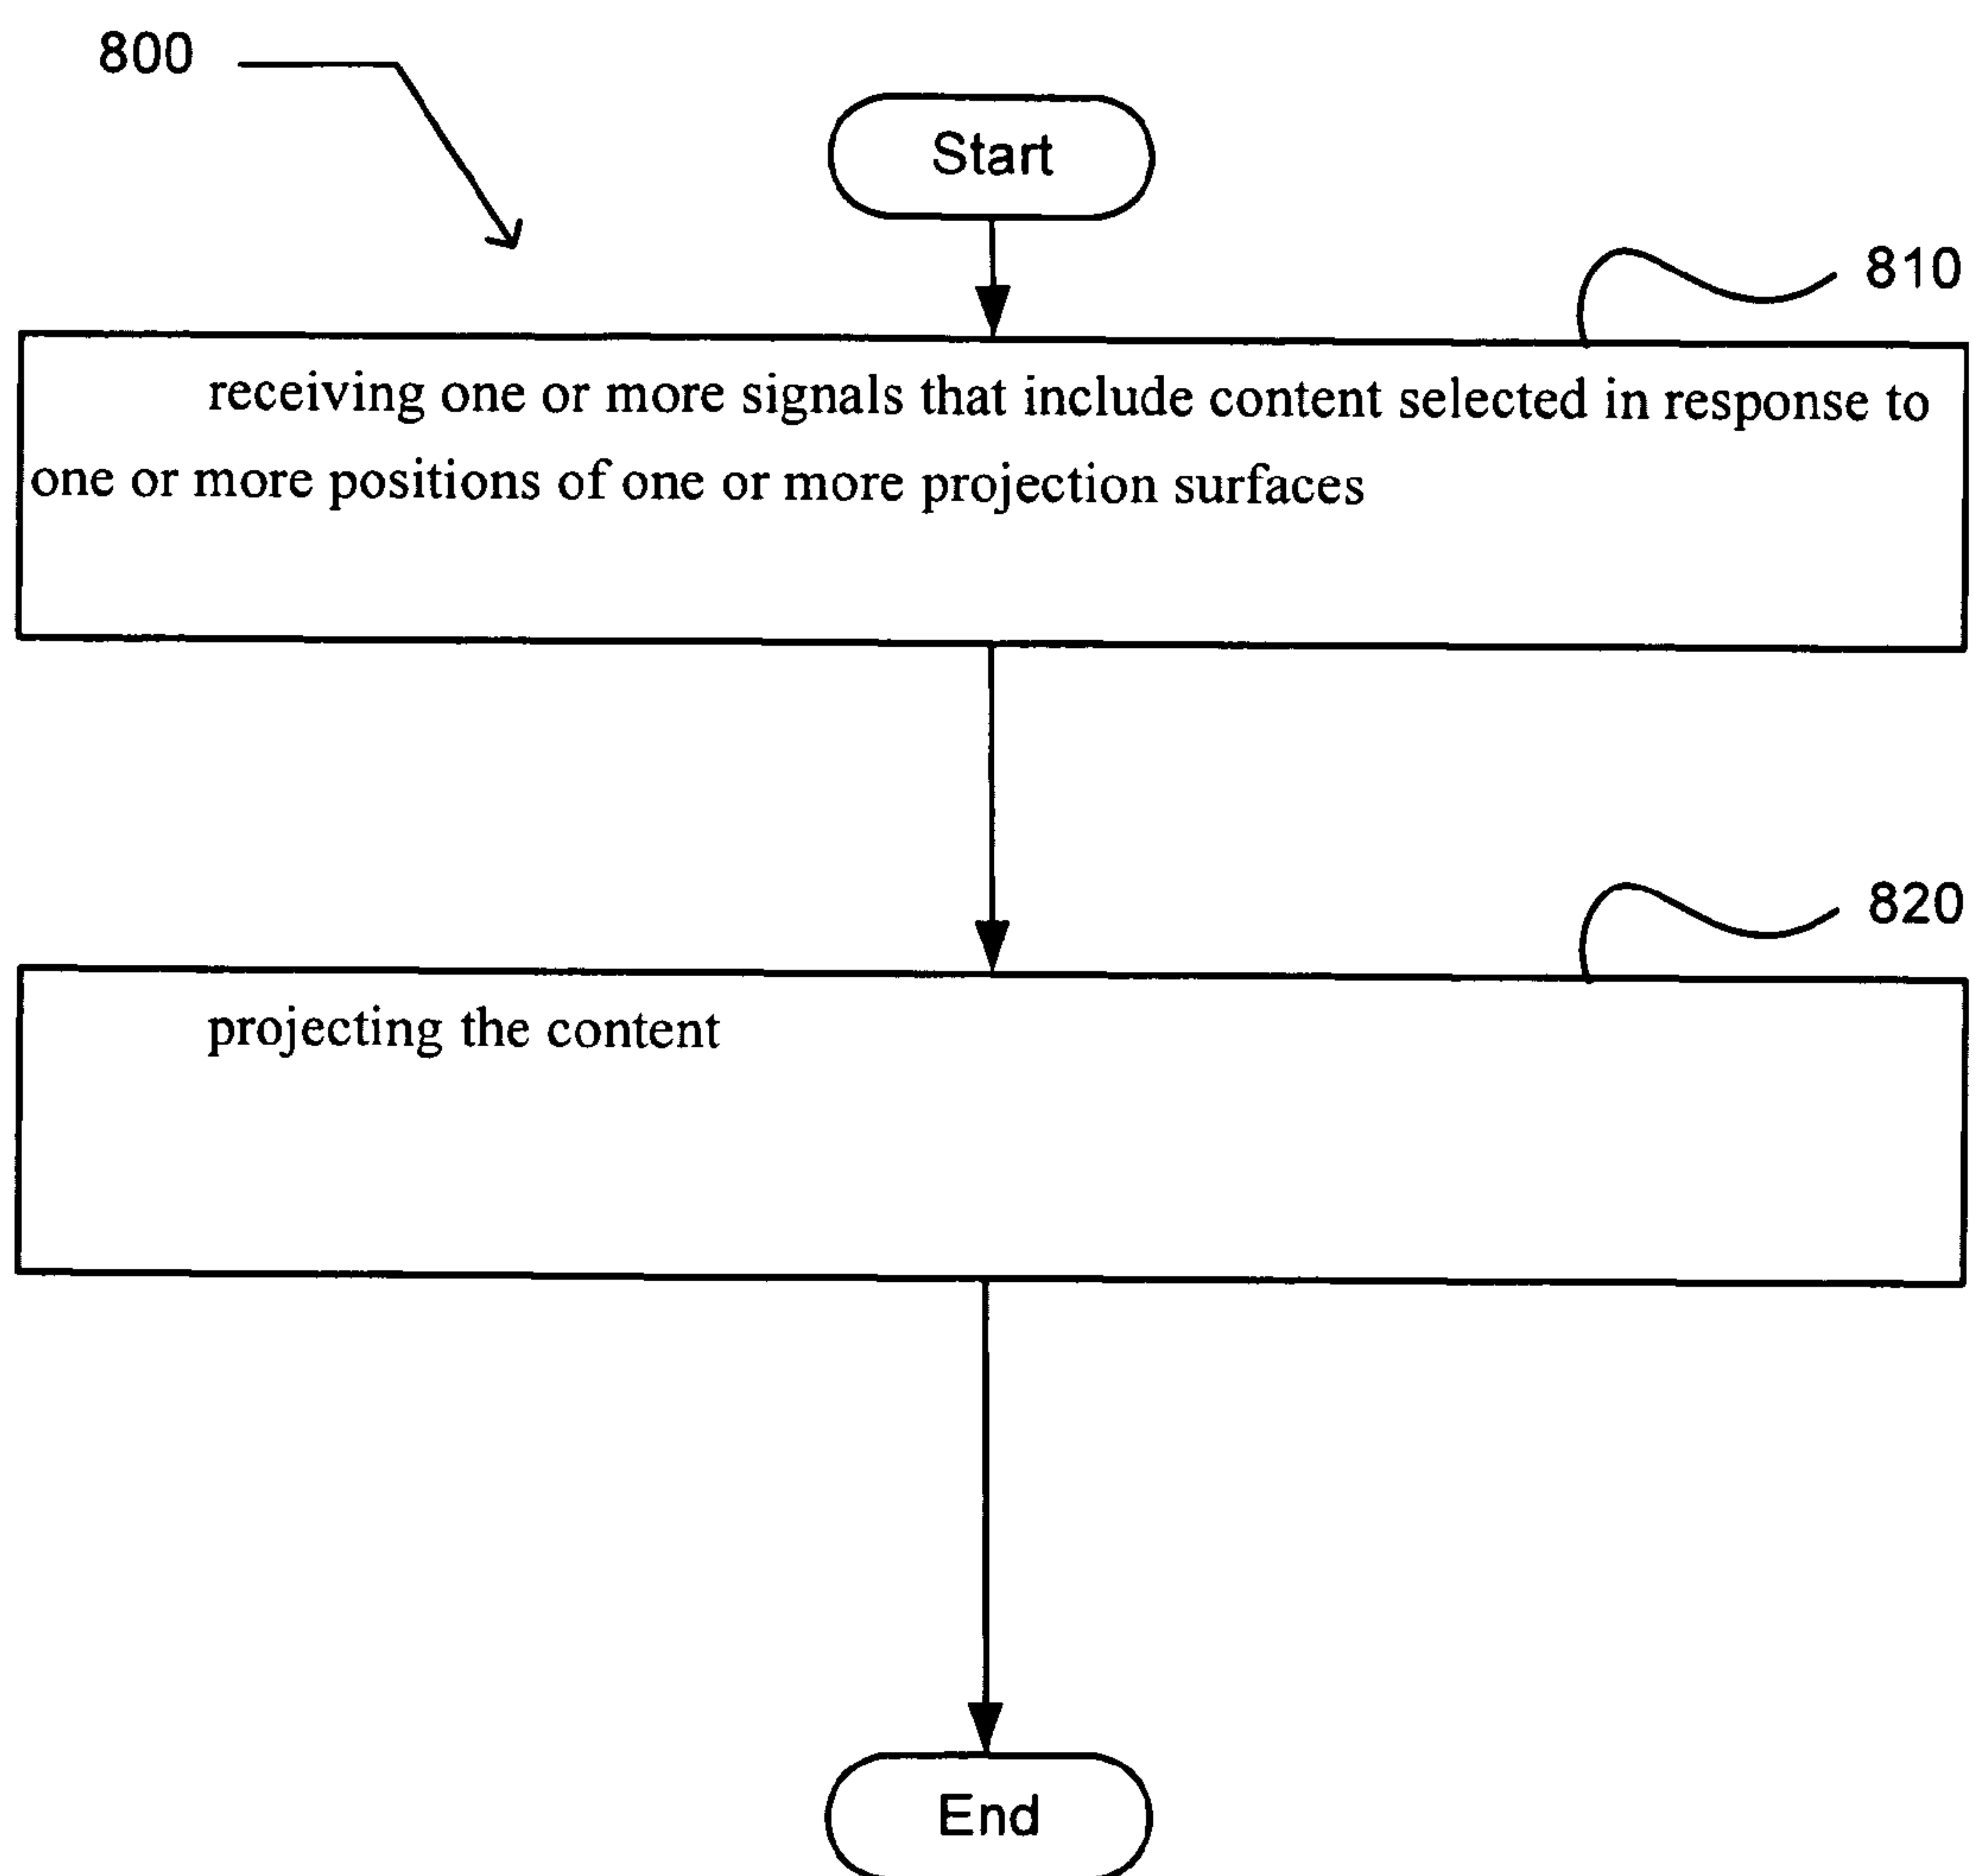 800
Start
810
receiving one or more signals that include content selected in response to
one or more positions of one or more projection surfaces
820
projecting the content
End